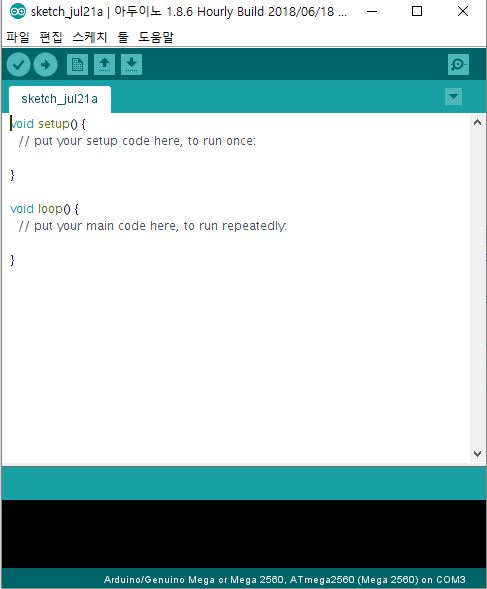 sketch_jul21a | 아두이노 1.8.6 Hourly Build 2018/06/18 ...
파일 편집 스케치 툴 도움말
sketch_jul21a
void setup() {
// put your setup code here, to run once:
}
void loop() {
// put your main code here, to run repeatedly:
}
Arduino/Genuino Mega or Mega 2560, ATmega2560 (Mega 2560) on COM3